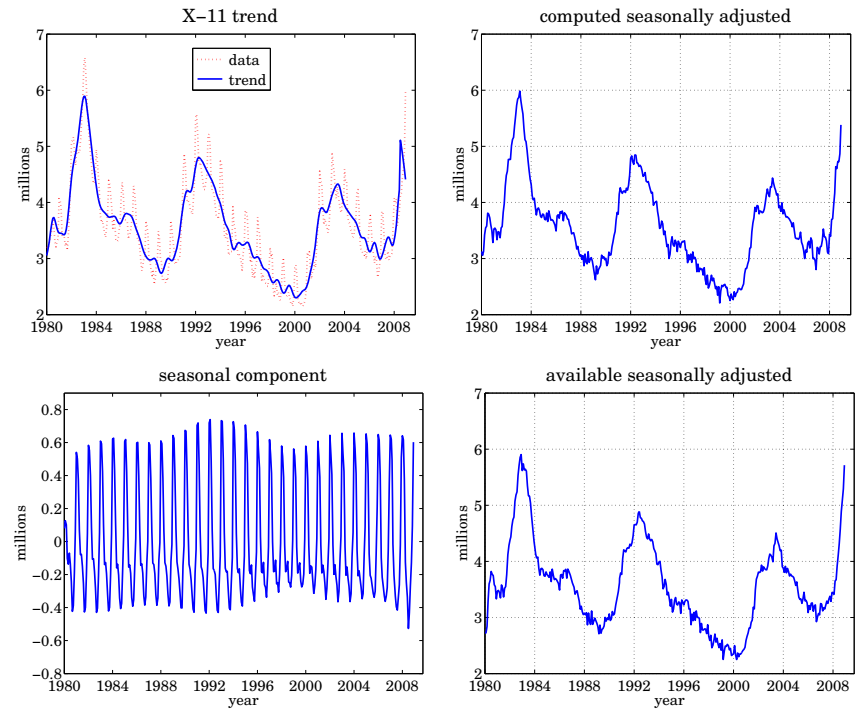 X−11 trend
7
6
5
4
3
2
millions
data
trend
1980 1984 1988 1992 1996 2000 2004 2008
year
computed seasonally adjusted
7
6
5
4
3
2
millions
1980 1984 1988 1992 1996 2000 2004 2008
year
seasonal component
0.8
0.6
0.4
0.2
0
−0.2
−0.4
−0.6
−0.8
millions
1980 1984 1988 1992 1996 2000 2004 2008
year
available seasonally adjusted
7
6
5
4
3
2
millions
1980 1984 1988 1992 1996 2000 2004 2008
year